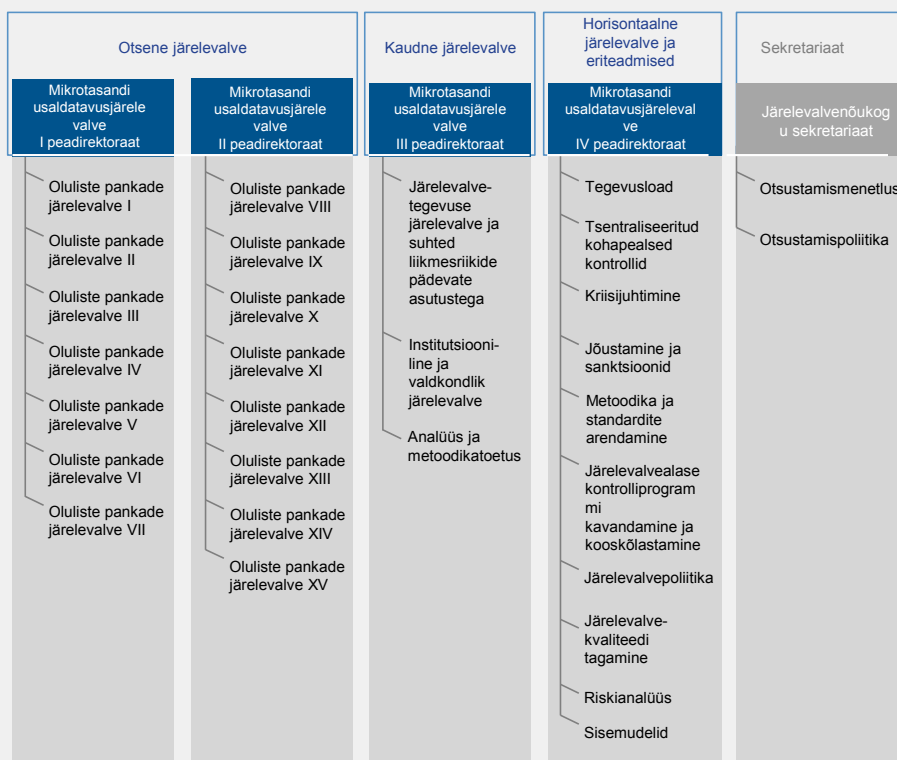 Otsene järelevalve
Mikrotasandi
usaldatavusjärele
valve
I peadirektoraat
Oluliste pankade
järelevalve I
Oluliste pankade
järelevalve II
Oluliste pankade
järelevalve III
Oluliste pankade
järelevalve IV
Oluliste pankade
järelevalve V
Oluliste pankade
järelevalve VI
Oluliste pankade
järelevalve VII
Mikrotasandi
usaldatavusjärele
valve
II peadirektoraat
Oluliste pankade
järelevalve VIII
Oluliste pankade
järelevalve IX
Oluliste pankade
järelevalve X
Oluliste pankade
järelevalve XI
Oluliste pankade
järelevalve XII
Oluliste pankade
järelevalve XIII
Oluliste pankade
järelevalve XIV
Oluliste pankade
järelevalve XV
Kaudne järelevalve
Mikrotasandi
usaldatavusjärele
valve
III peadirektoraat
Järelevalve-
tegevuse
järelevalve ja
suhted
liikmesriikide
pädevate
asutustega
Institutsiooni-
line ja
valdkondlik
järelevalve
Analüüs ja
metoodikatoetus
Horisontaalne
järelevalve ja
eriteadmised
Mikrotasandi
usaldatavusjäreleval
ve
IV peadirektoraat
Tegevusload
Tsentraliseeritud
kohapealsed
kontrollid
Kriisijuhtimine
Jõustamine ja
sanktsioonid
Metoodika ja
standardite
arendamine
Järelevalvealase
kontrolliprogram
mi
kavandamine ja
kooskõlastamine
Järelevalvepoliitika
Järelevalve-
kvaliteedi
tagamine
Riskianalüüs
Sisemudelid
Sekretariaat
Järelevalvenõukog
u sekretariaat
Otsustamismenetlus
Otsustamispoliitika